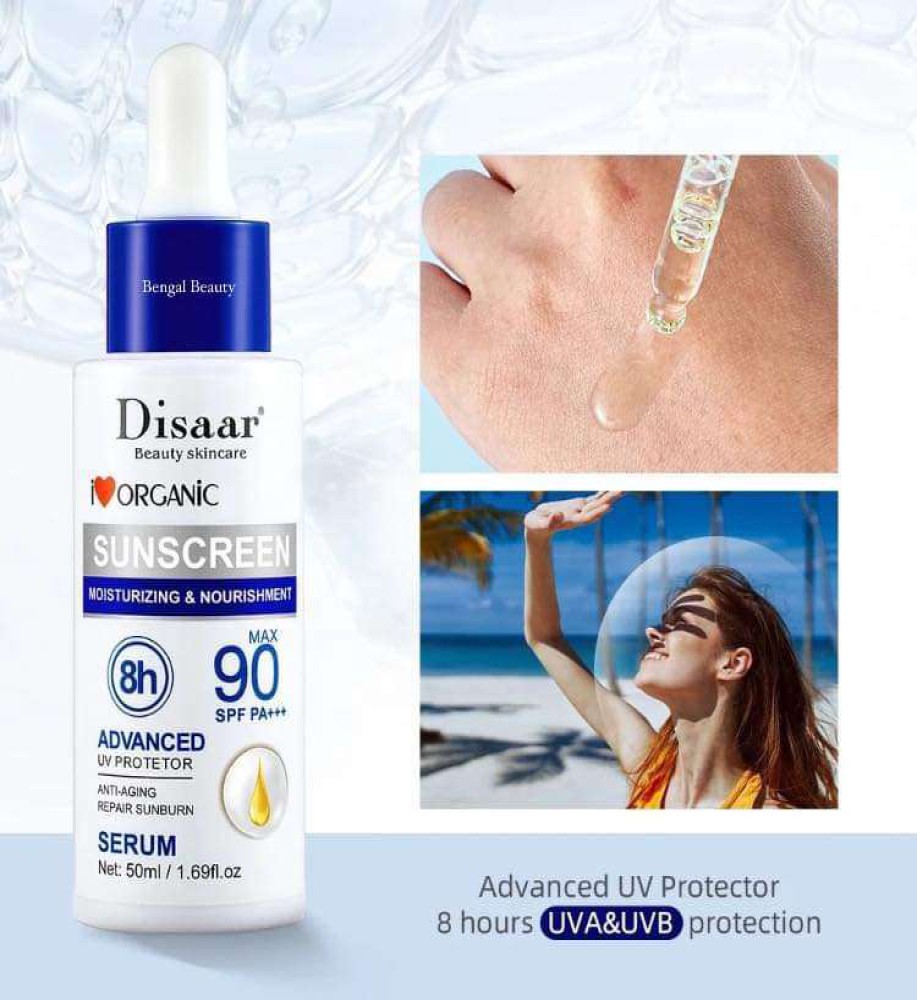 Bengal Beauty
Disaar®
Beauty skincare
i❤ORGANiC
SUNSCREEN
MOISTURIZING & NOURISHMENT
8h
MAX
90
SPF PA+++
ADVANCED
UV PROTETOR
ANTI-AGING
REPAIR SUNBURN
SERUM
Net: 50ml / 1.69fl.oz
Advanced UV Protector
8 hours UVA&UVB protection